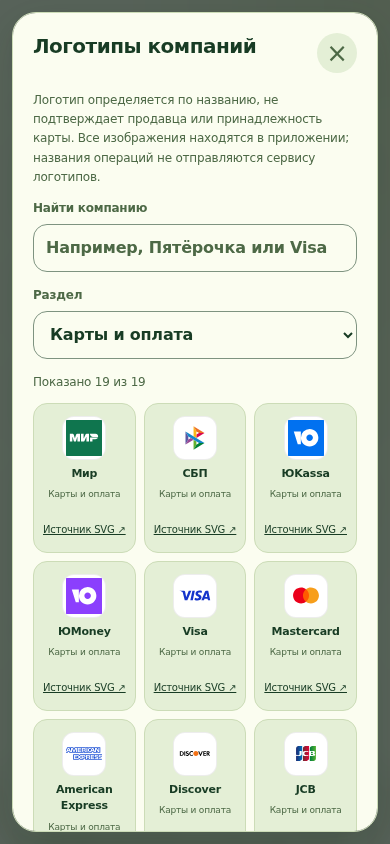 Логотипы компаний
Логотип определяется по названию, не
подтверждает продавца или принадлежность
карты. Все изображения находятся в приложении;
названия операций не отправляются сервису
логотипов.
Найти компанию
Например, Пятёрочка или Visa
Раздел
Карты и оплата
Показано 19 из 19
МИР
VISA
Мир
СБП
ЮKassa
Карты и оплата
Карты и оплата
Карты и оплата
Источник SVG ↗
Источник SVG ↗
Источник SVG ↗
ЮMoney
Visa
Mastercard
Карты и оплата
Карты и оплата
Карты и оплата
Источник SVG ↗
Источник SVG ↗
Источник SVG ↗
AMERICAN
EXPRESS
DISCOVER
JCB
American
Express
Discover
JCB
Карты и оплата
Карты и оплата
Карты и оплата